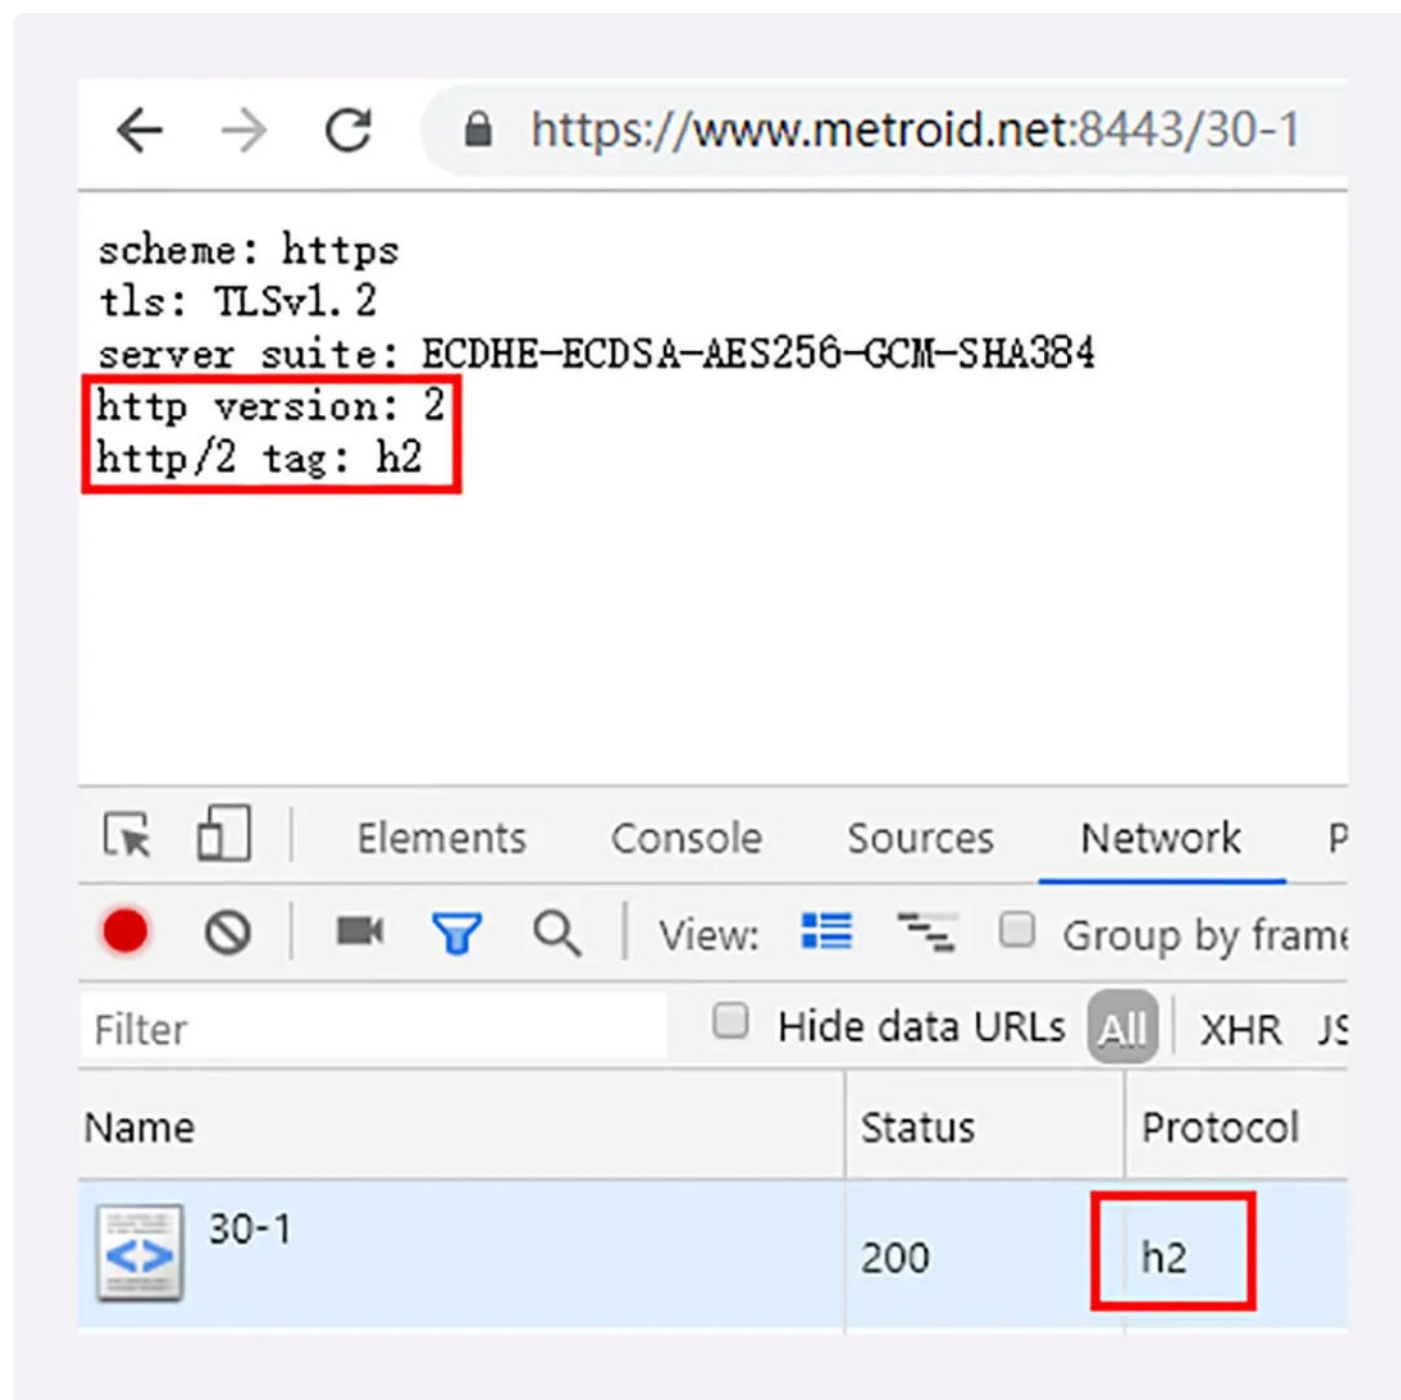 https://www.metroid.net:8443/30-1
scheme: https
tls: TLSv1.2
server suite: ECDHE-ECDSA-AES256-GCM-SHA384
http version: 2
http/2 tag: h2
Elements Console Sources Network P
View: Group by frame
Filter Hide data URLs All XHR JS
Name Status Protocol
30-1 200 h2